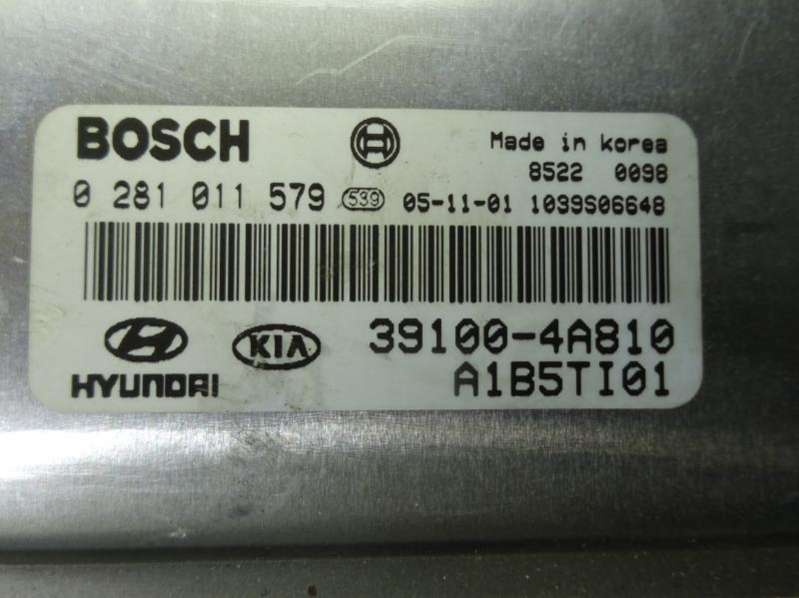 BOSCH
Made in korea
8522 0098
0 281 011 579 539 05-11-01 1039S06648
HYUNDAI KIA 39100-4A810
A1B5TI01